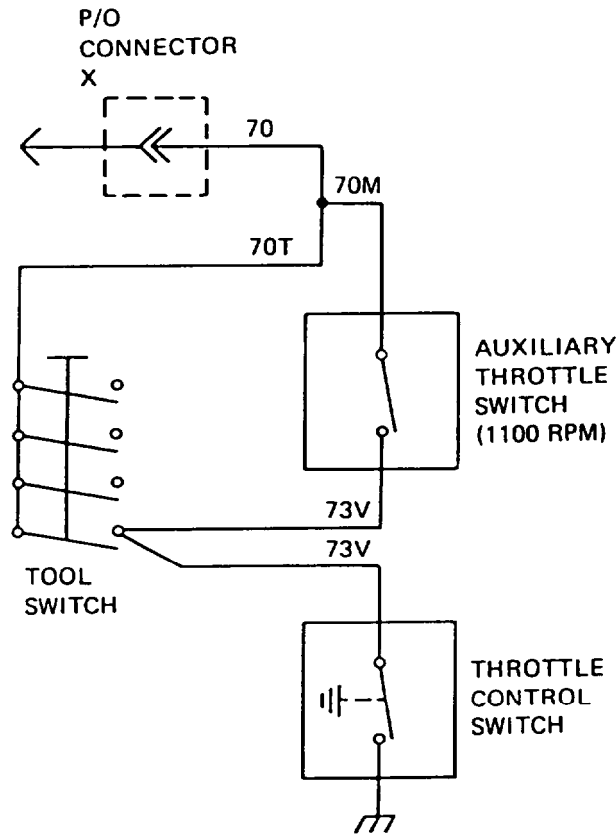 P/O
CONNECTOR
X
70
70M
70T
AUXILIARY
THROTTLE
SWITCH
(1100 RPM)
73V
73V
TOOL
SWITCH
THROTTLE
CONTROL
SWITCH